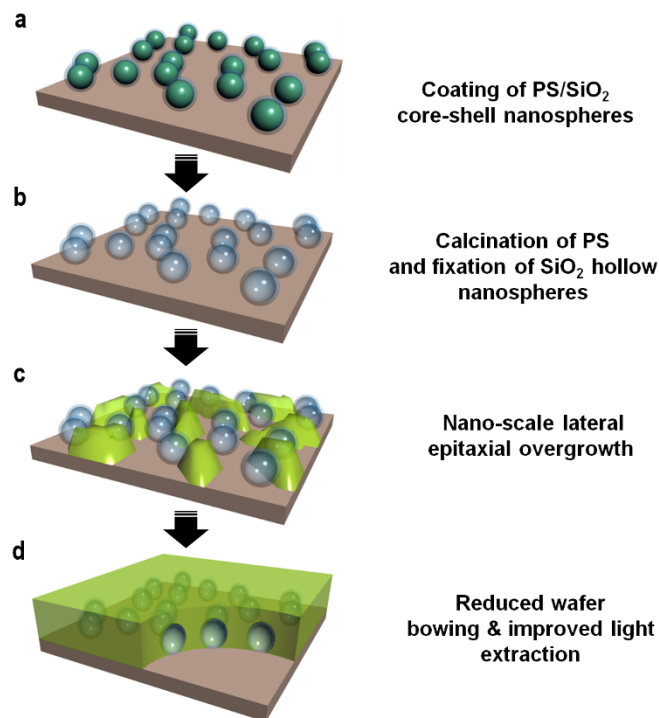 a
Coating of PS/SiO₂
core-shell nanospheres
b
Calcination of PS
and fixation of SiO₂ hollow
nanospheres
c
Nano-scale lateral
epitaxial overgrowth
d
Reduced wafer
bowing & improved light
extraction